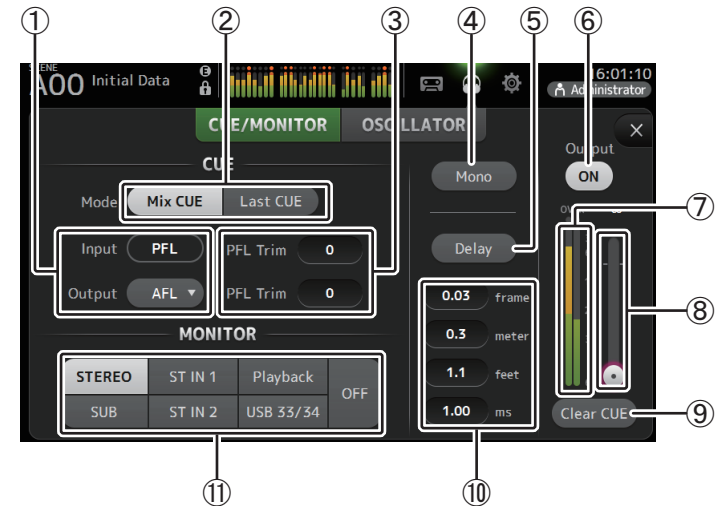 ① ② ③ ④ ⑤ ⑥
SCENE
A00 Initial Data
E
16:01:10
Administrator
CUE/MONITOR OSCILLATOR
CUE
Output
Mode Mix CUE Last CUE
Mono
ON
⑦
Input PFL PFL Trim 0
Delay
Output AFL ▼ PFL Trim 0
⑧
0.03 frame
0.3 meter
MONITOR
STEREO ST IN 1 Playback OFF
1.1 feet
SUB ST IN 2 USB 33/34
1.00 ms
Clear CUE ⑨
⑪ ⑩